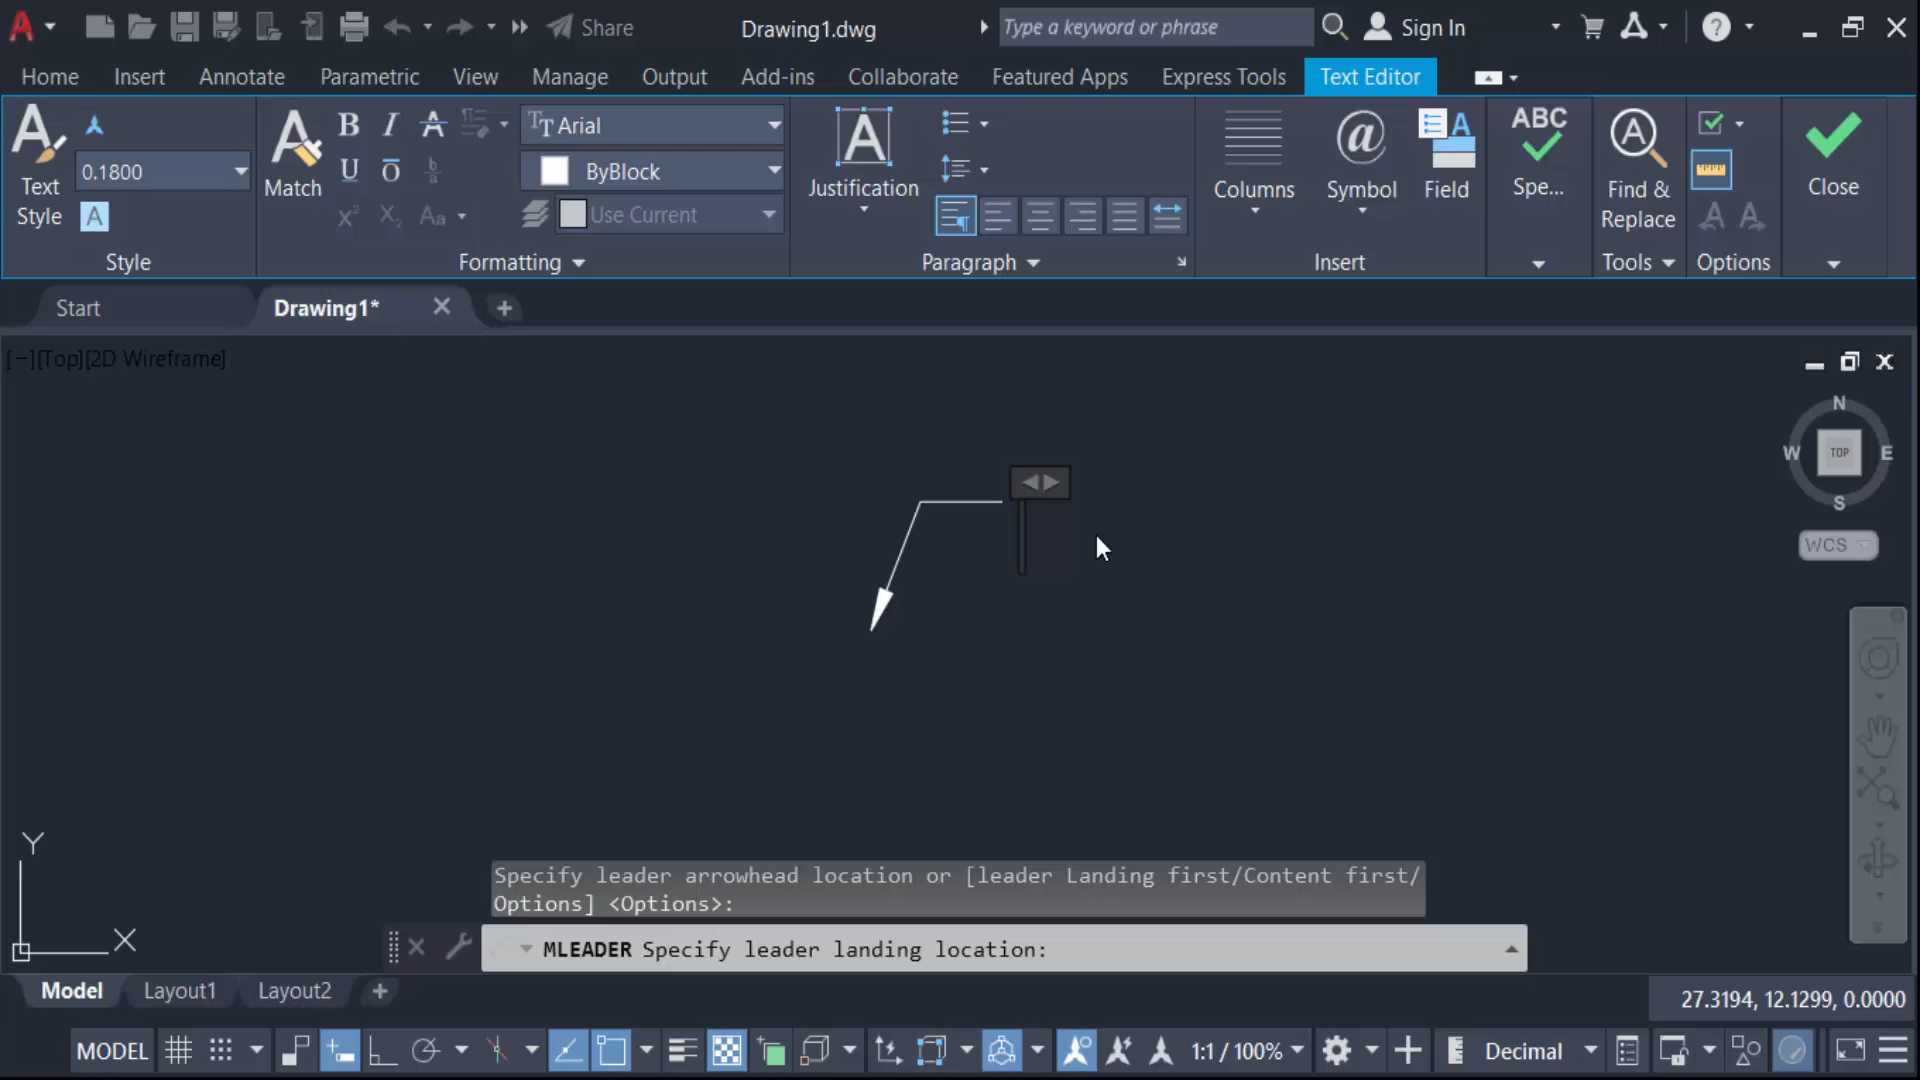 Share
Drawing1.dwg
Type a keyword or phrase
Sign In
Home Insert Annotate Parametric View Manage Output Add-ins Collaborate Featured Apps Express Tools Text Editor
Text
Style
0.1800
Match
Arial
ByBlock
Use Current
Justification
Columns
Symbol
Field
ABC
Spe...
Find &
Replace
Close
Style
Formatting
Paragraph
Insert
Tools
Options
Start
Drawing1*
[−][Top][2D Wireframe]
N
W
TOP
E
S
WCS
Y
X
Specify leader arrowhead location or [leader Landing first/Content first/
Options] <Options>:
MLEADER Specify leader landing location:
Model
Layout1
Layout2
27.3194, 12.1299, 0.0000
MODEL
1:1 / 100%
Decimal